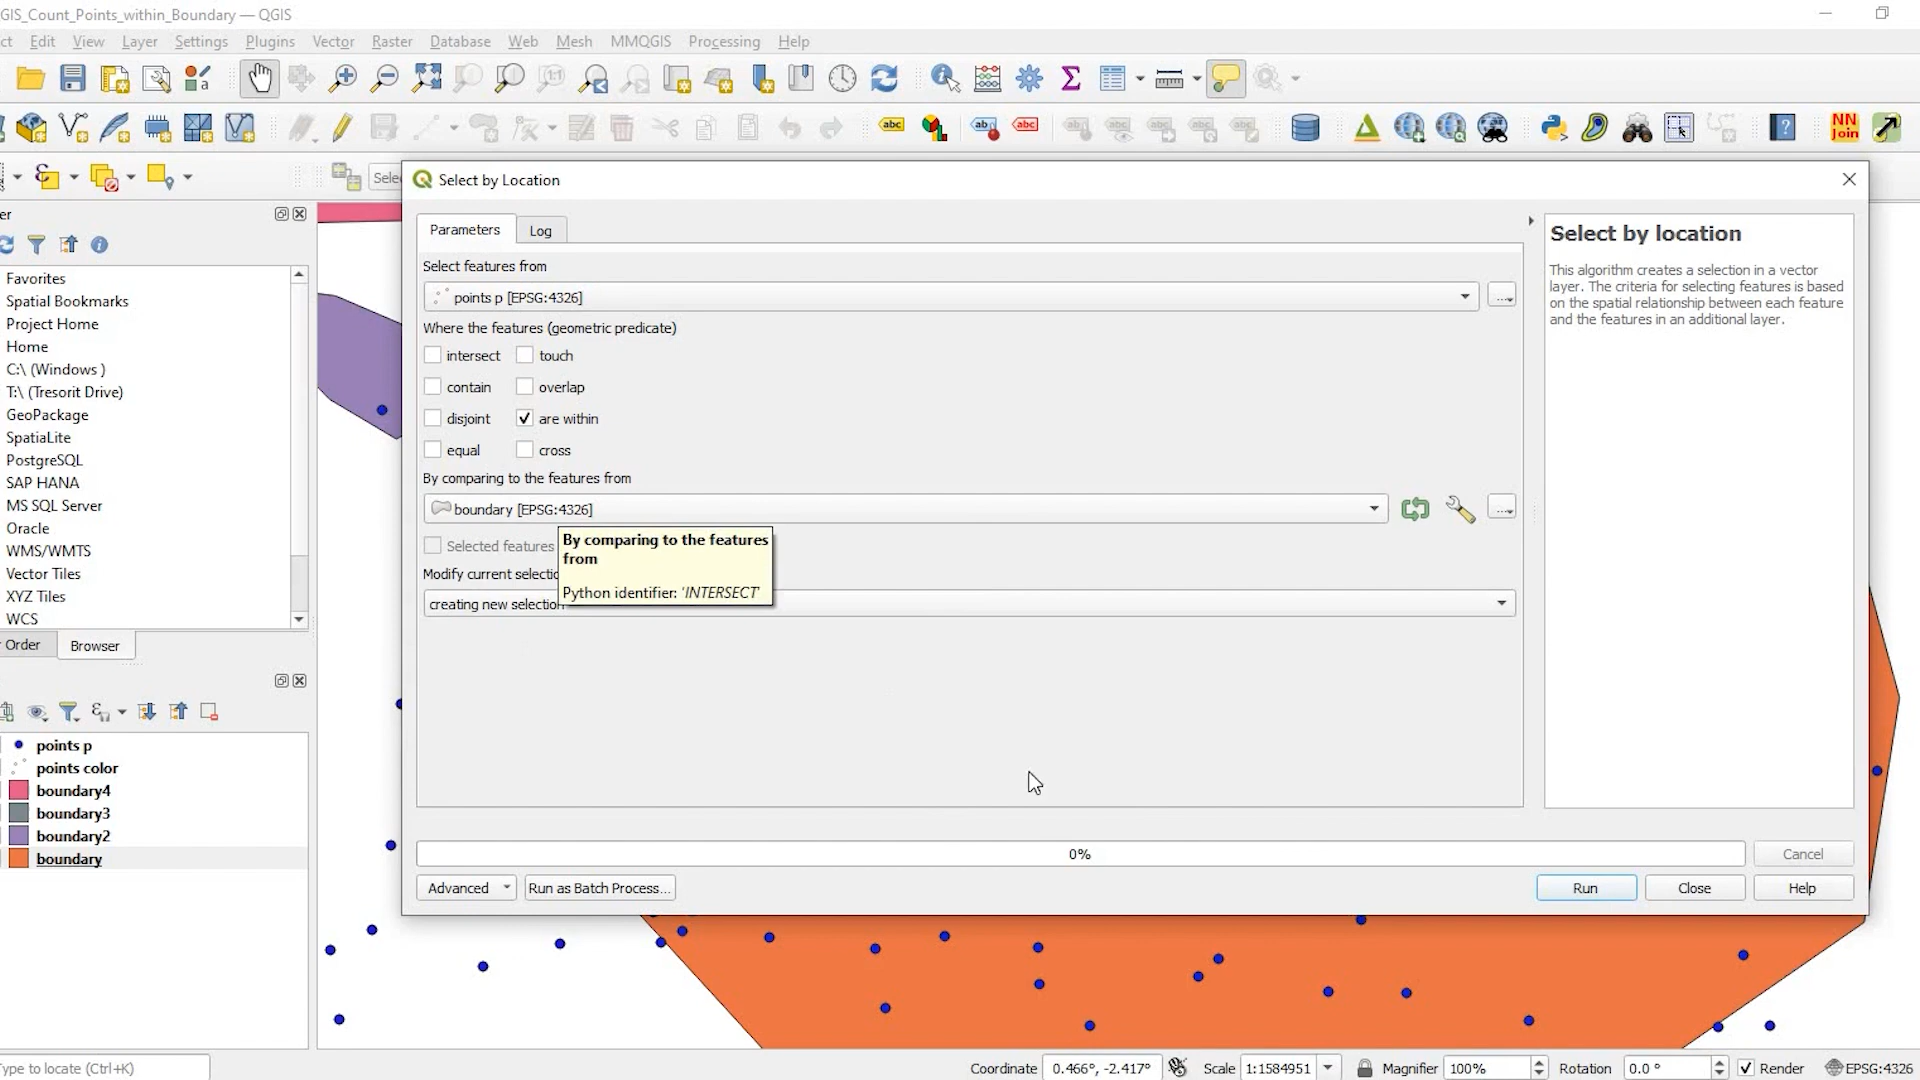 GIS_Count_Points_within_Boundary — QGIS
ct Edit View Layer Settings Plugins Vector Raster Database Web Mesh MMQGIS Processing Help
abc abc ab abc NN Join
Sele
Select by Location
er
Favorites
Spatial Bookmarks
Project Home
Home
C:\ (Windows )
T:\ (Tresorit Drive)
GeoPackage
SpatiaLite
PostgreSQL
SAP HANA
MS SQL Server
Oracle
WMS/WMTS
Vector Tiles
XYZ Tiles
WCS
Order Browser
points p
points color
boundary4
boundary3
boundary2
boundary
Parameters Log
Select features from
points p [EPSG:4326]
Where the features (geometric predicate)
intersect touch
contain overlap
disjoint are within
equal cross
By comparing to the features from
boundary [EPSG:4326]
Selected features
By comparing to the features
from
Python identifier: 'INTERSECT'
Modify current selectio
creating new selection
Select by location
This algorithm creates a selection in a vector
layer. The criteria for selecting features is based
on the spatial relationship between each feature
and the features in an additional layer.
0% Cancel
Advanced Run as Batch Process... Run Close Help
Type to locate (Ctrl+K) Coordinate 0.466°, -2.417° Scale 1:1584951 Magnifier 100% Rotation 0.0 ° Render EPSG:4326